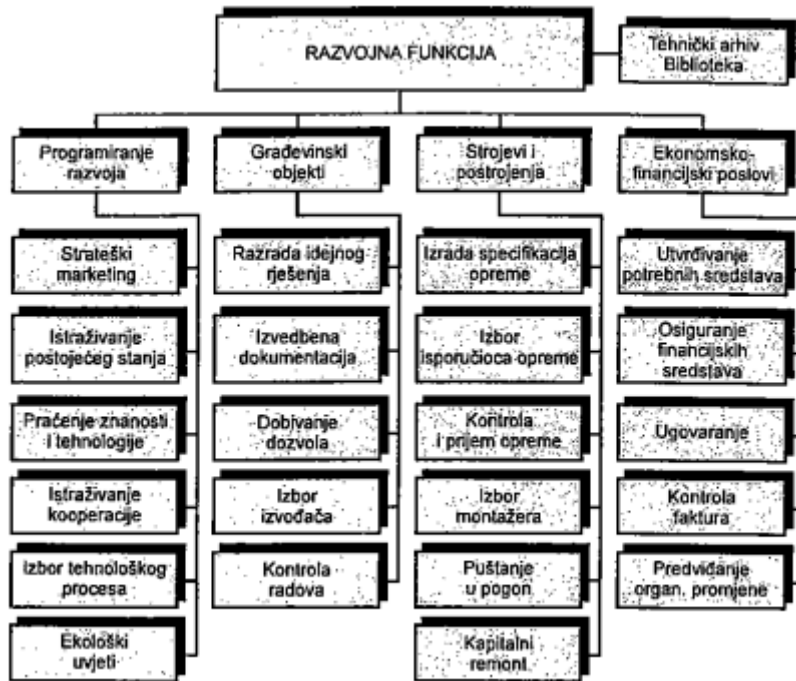 RAZVOJNA FUNKCIJA
Tehnički arhiv
Biblioteka
Programiranje
razvoja
Građevinski
objekti
Strojevi i
postrojenja
Ekonomsko-
financijski poslovi
Strateški
marketing
Istraživanje
postojećeg stanja
Praćenje znanosti
i tehnologije
Istraživanje
kooperacije
Izbor tehnološkog
procesa
Ekološki
uvjeti
Razrada idejnog
rješenja
Izvedbena
dokumentacija
Dobivanje
dozvola
Izbor
izvođača
Kontrola
radova
Izrada specifikacija
opreme
Izbor
isporučioca opreme
Kontrola
i prijem opreme
Izbor
montažera
Puštanje
u pogon
Kapitalni
remont
Utvrđivanje
potrebnih sredstava
Osiguranje
financijskih
sredstava
Ugovaranje
Kontrola
faktura
Predviđanje
organ. promjene